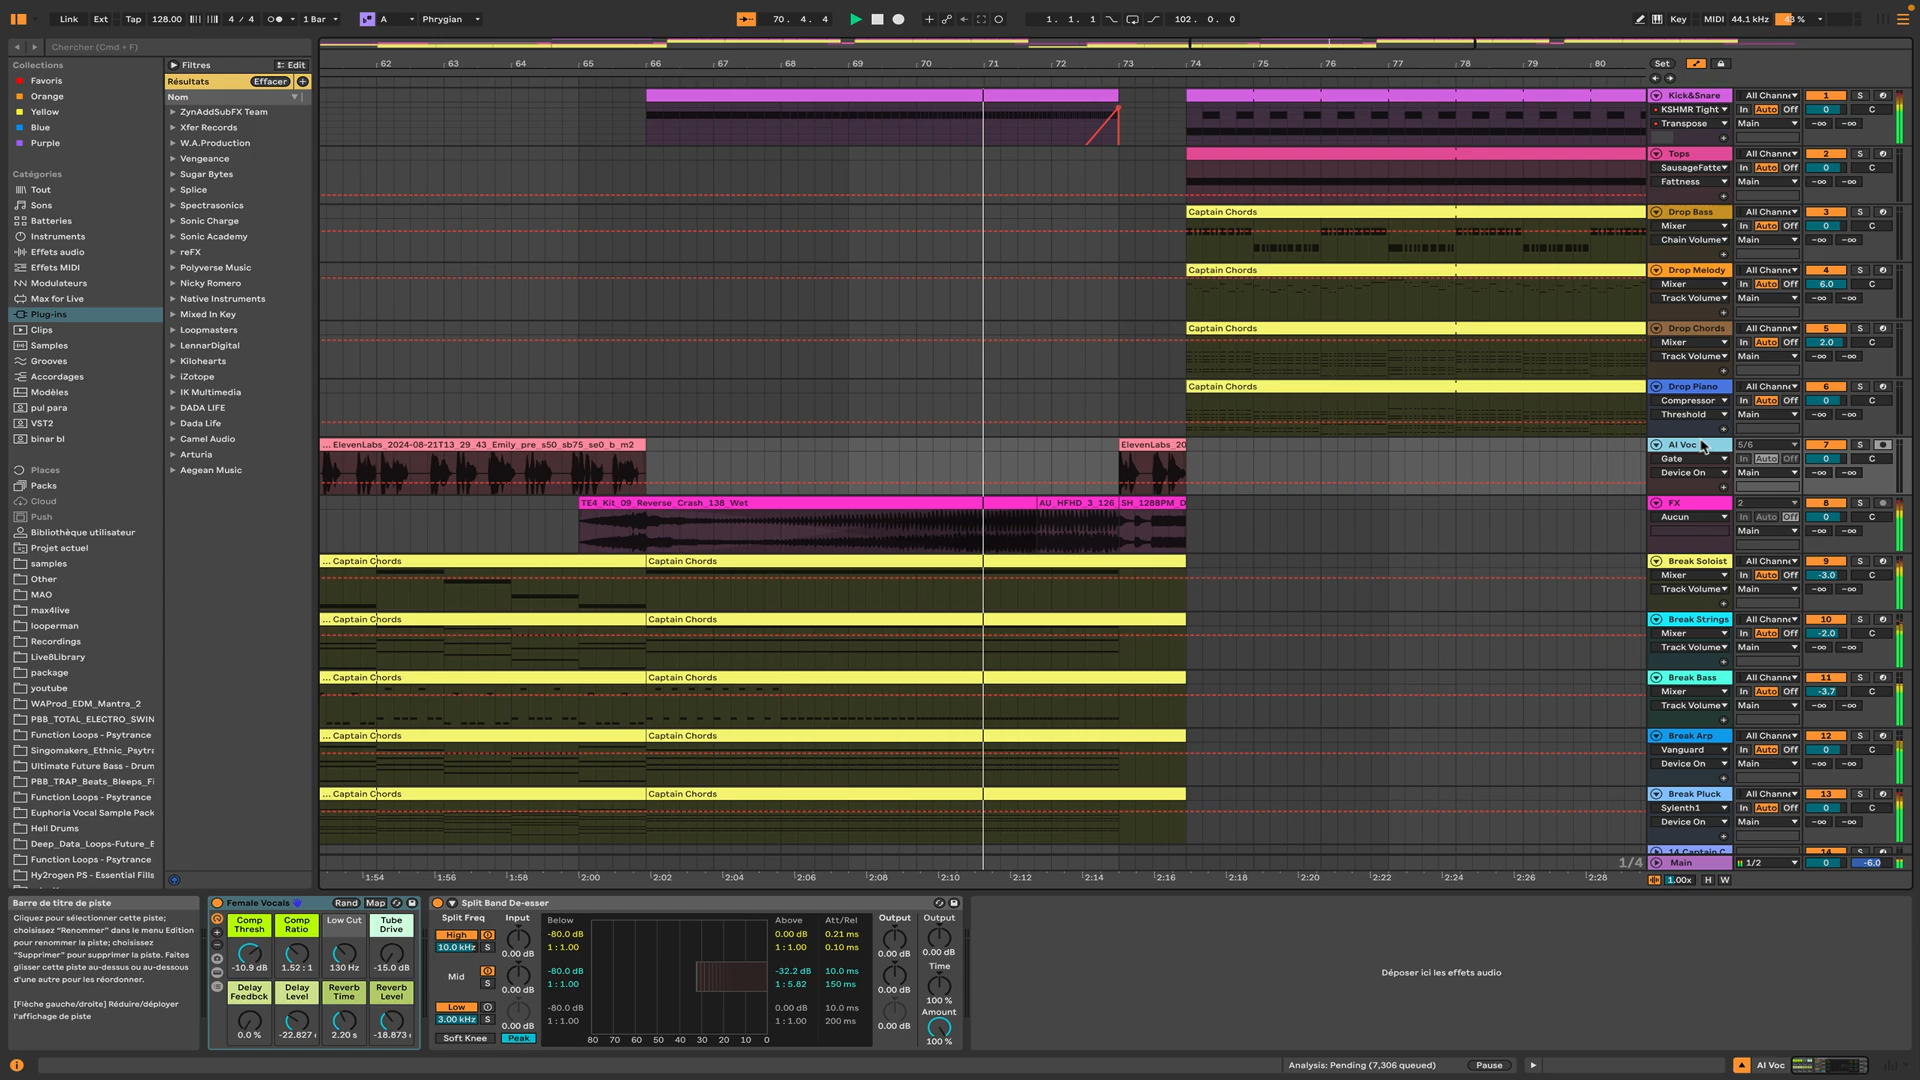 Link Ext Tap 128.00 4 / 4 1 Bar A Phrygian 70. 4. 4 1. 1. 1 102. 0. 0 Key MIDI 44.1 kHz 43 %
Chercher (Cmd + F)
Collections
Favoris
Orange
Yellow
Blue
Purple
Catégories
Tout
Sons
Batteries
Instruments
Effets audio
Effets MIDI
Modulateurs
Max for Live
Plug-ins
Clips
Samples
Grooves
Accordages
Modèles
pul para
VST2
binar bl
Places
Packs
Cloud
Push
Bibliothèque utilisateur
Projet actuel
samples
Other
MAO
max4live
looperman
Recordings
Live8Library
package
youtube
WAProd_EDM_Mantra_2
PBB_TOTAL_ELECTRO_SWIN
Function Loops - Psytrance
Singomakers_Ethnic_Psytra
Ultimate Future Bass - Drum
PBB_TRAP_Beats_Bleeps_Fi
Function Loops - Psytrance
Euphoria Vocal Sample Pack
Hell Drums
Deep_Data_Loops-Future_E
Function Loops - Psytrance
Hy2rogen PS - Essential Fills
Filtres Edit
Résultats Effacer
Nom
ZynAddSubFX Team
Xfer Records
W.A.Production
Vengeance
Sugar Bytes
Splice
Spectrasonics
Sonic Charge
Sonic Academy
reFX
Polyverse Music
Nicky Romero
Native Instruments
Mixed In Key
Loopmasters
LennarDigital
Kilohearts
iZotope
IK Multimedia
DADA LIFE
Dada Life
Camel Audio
Arturia
Aegean Music
62 63 64 65 66 67 68 69 70 71 72 73 74 75 76 77 78 79 80 Set
Kick&Snare All Channe 1 S
KSHMR Tight In Auto Off 0 C
Transpose Main -∞ -∞
Tops All Channe 2 S
SausageFatte In Auto Off 0 C
Fattness Main -∞ -∞
Captain Chords Drop Bass All Channe 3 S
Mixer In Auto Off 0 C
Chain Volume Main -∞ -∞
Captain Chords Drop Melody All Channe 4 S
Mixer In Auto Off 6.0 C
Track Volume Main -∞ -∞
Captain Chords Drop Chords All Channe 5 S
Mixer In Auto Off 2.0 C
Track Volume Main -∞ -∞
Captain Chords Drop Piano All Channe 6 S
Compressor In Auto Off 0 C
Threshold Main -∞ -∞
... ElevenLabs_2024-08-21T13_29_43_Emily_pre_s50_sb75_se0_b_m2 ElevenLabs_20 AI Voc 5/6 7 S
Gate In Auto Off 0 C
Device On Main -∞ -∞
TE4_Kit_09_Reverse_Crash_138_Wet AU_HFHD_3_126 SH_128BPM_D FX 2 8 S
Aucun In Auto Off 0 C
Main -∞ -∞
... Captain Chords Captain Chords Break Soloist All Channe 9 S
Mixer In Auto Off -3.0 C
Track Volume Main -∞ -∞
... Captain Chords Captain Chords Break Strings All Channe 10 S
Mixer In Auto Off -2.0 C
Track Volume Main -∞ -∞
... Captain Chords Captain Chords Break Bass All Channe 11 S
Mixer In Auto Off -3.7 C
Track Volume Main -∞ -∞
... Captain Chords Captain Chords Break Arp All Channe 12 S
Vanguard In Auto Off 0 C
Device On Main -∞ -∞
... Captain Chords Captain Chords Break Pluck All Channe 13 S
Sylenth1 In Auto Off 0 C
Device On Main -∞ -∞
14 Captain C 14
1/4 Main 1/2 0 -6.0
1:54 1:56 1:58 2:00 2:02 2:04 2:06 2:08 2:10 2:12 2:14 2:16 2:18 2:20 2:22 2:24 2:26 2:28 1.00x H W
Barre de titre de piste
Cliquez pour sélectionner cette piste;
choisissez "Renommer" dans le menu Edition
pour renommer la piste; choisissez
"Supprimer" pour supprimer la piste. Faites
glisser cette piste au-dessus ou au-dessous
d'une autre pour les réordonner.
[Flèche gauche/droite] Réduire/déployer
l'affichage de piste
Female Vocals Rand Map
Comp Thresh Comp Ratio Low Cut Tube Drive
-10.9 dB 1.52 : 1 130 Hz -15.0 dB
Delay Feedbck Delay Level Reverb Time Reverb Level
0.0 % -22.827 2.20 s -18.873
Split Band De-esser
Split Freq Input Below Above Att/Rel Output Output
High -80.0 dB 0.00 dB 0.21 ms
10.0 kHz S 0.00 dB 1 : 1.00 1 : 1.00 0.10 ms 0.00 dB 0.00 dB
Mid S 0.00 dB -80.0 dB 1 : 1.00 -32.2 dB 1 : 5.82 10.0 ms 150 ms 0.00 dB Time 100 %
Low -80.0 dB 0.00 dB 10.0 ms Amount
3.00 kHz S 0.00 dB 1 : 1.00 1 : 1.00 200 ms 0.00 dB 100 %
Soft Knee Peak 80 70 60 50 40 30 20 10 0
Déposer ici les effets audio
Analysis: Pending (7,306 queued) Pause AI Voc